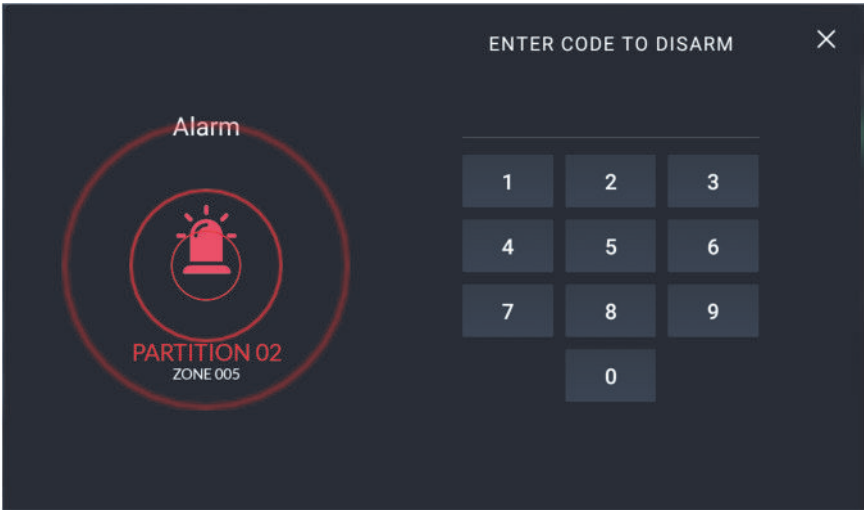 ENTER CODE TO DISARM
Alarm
PARTITION 02
ZONE 005
1 2 3
4 5 6
7 8 9
0